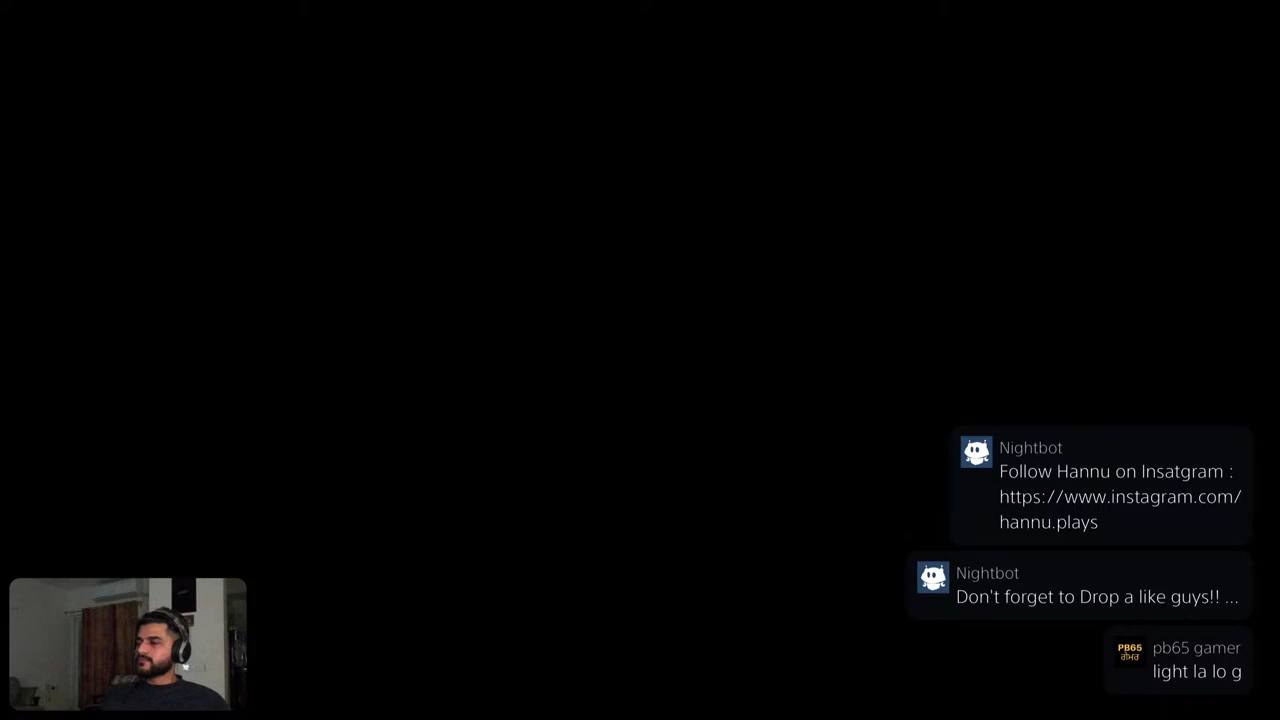 Nightbot
Follow Hannu on Insatgram :
https://www.instagram.com/
hannu.plays
Nightbot
Don't forget to Drop a like guys!! ...
PB65
ਗੇਮਰ
pb65 gamer
light la lo g